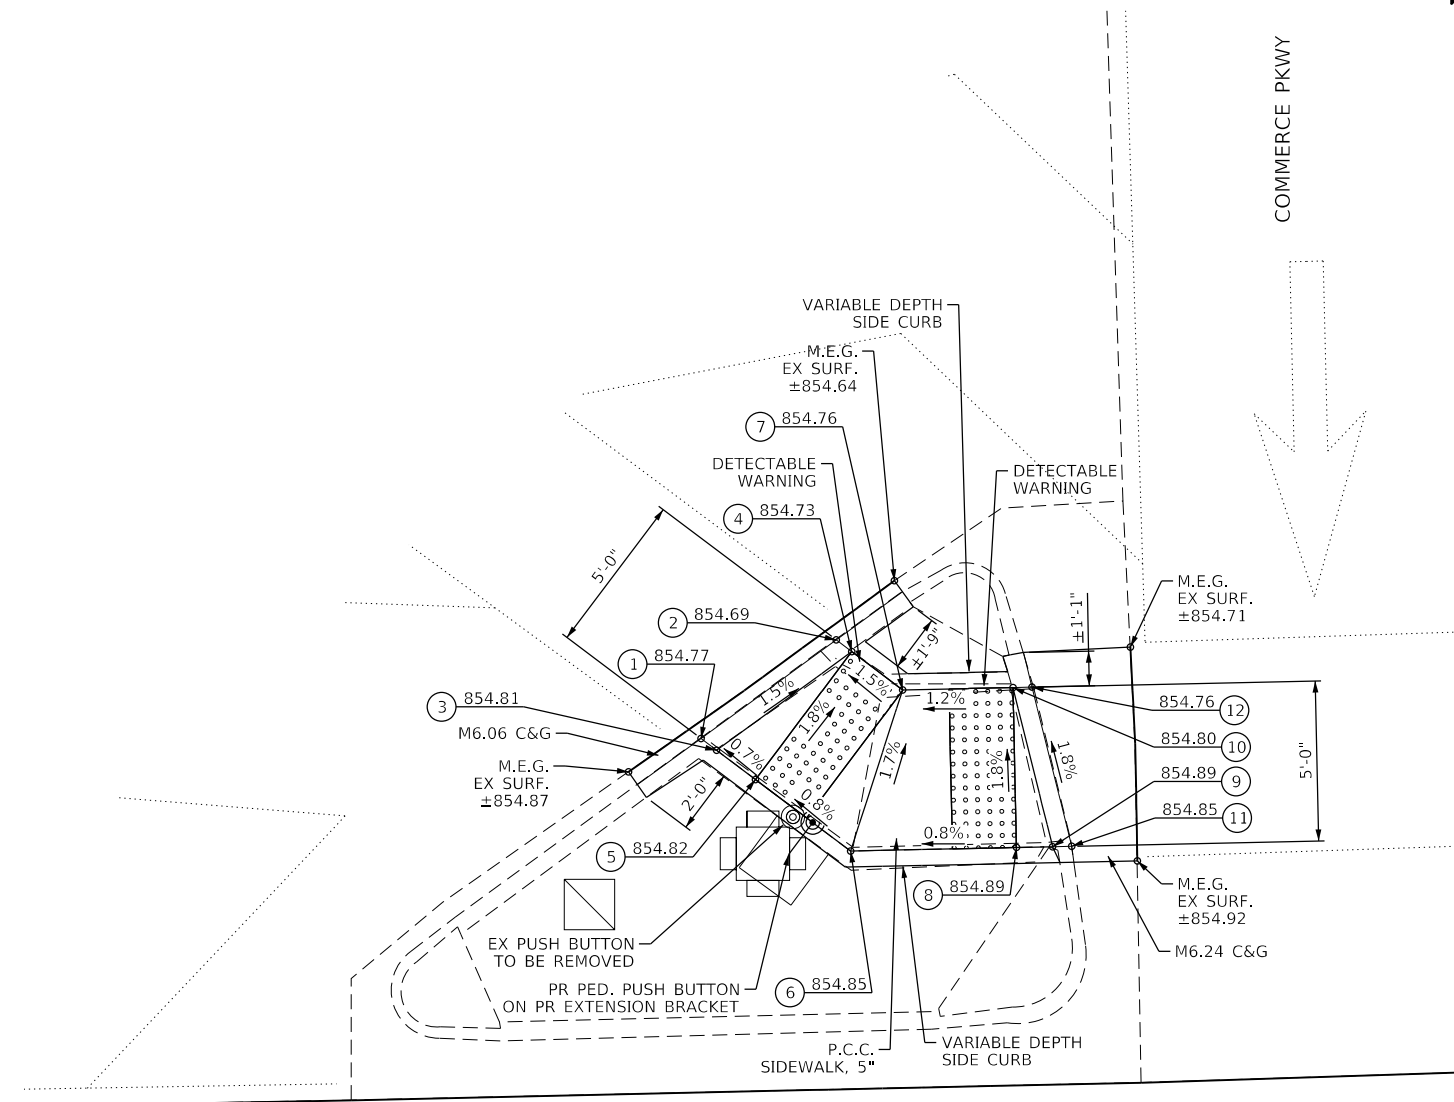 COMMERCE PKWY
VARIABLE DEPTH
SIDE CURB
M.E.G.
EX SURF.
±854.64
7 854.76
DETECTABLE
WARNING
DETECTABLE
WARNING
4 854.73
5'-0"
2 854.69
1 854.77
3 854.81
M6.06 C&G
M.E.G.
EX SURF.
±854.87
M.E.G.
EX SURF.
±854.71
±1'-1"
±1'-9"
1.5%
1.5%
1.8%
0.7%
1.2%
1.7%
1.8%
1.8%
0.8%
0.8%
2'-0"
854.76 12
854.80 10
854.89 9
854.85 11
5'-0"
5 854.82
8 854.89
M.E.G.
EX SURF.
±854.92
M6.24 C&G
EX PUSH BUTTON
TO BE REMOVED
PR PED. PUSH BUTTON
ON PR EXTENSION BRACKET
6 854.85
P.C.C.
SIDEWALK, 5"
VARIABLE DEPTH
SIDE CURB